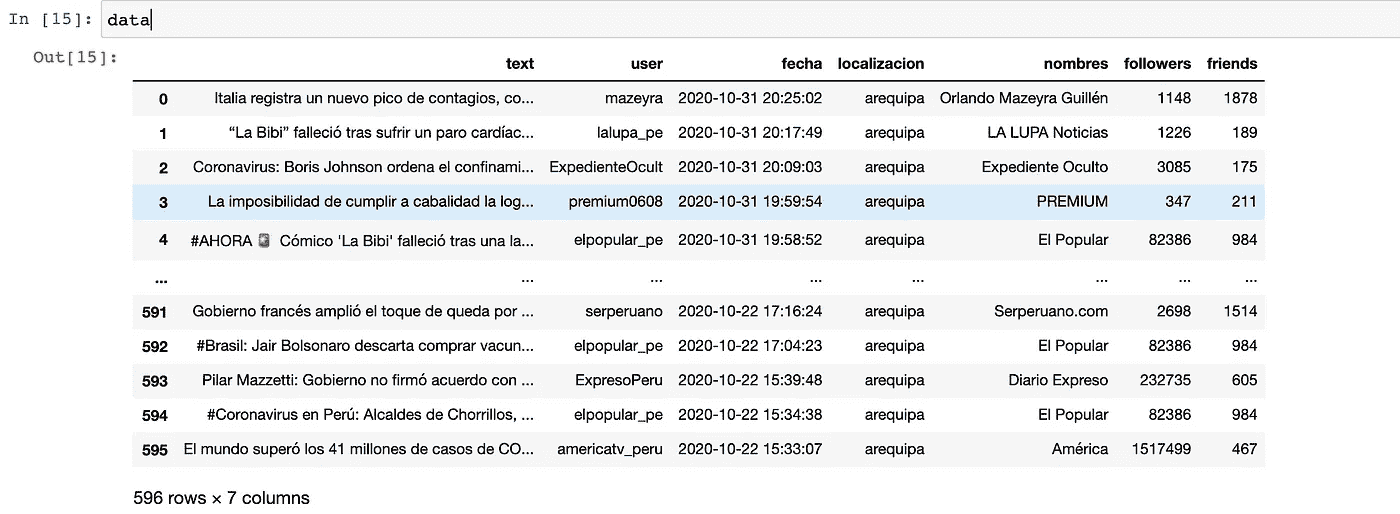 In [15]: data
Out[15]:
text user fecha localizacion nombres followers friends
0 Italia registra un nuevo pico de contagios, co... mazeyra 2020-10-31 20:25:02 arequipa Orlando Mazeyra Guillén 1148 1878
1 “La Bibi” falleció tras sufrir un paro cardíac... lalupa_pe 2020-10-31 20:17:49 arequipa LA LUPA Noticias 1226 189
2 Coronavirus: Boris Johnson ordena el confinami... ExpedienteOcult 2020-10-31 20:09:03 arequipa Expediente Oculto 3085 175
3 La imposibilidad de cumplir a cabalidad la log... premium0608 2020-10-31 19:59:54 arequipa PREMIUM 347 211
4 #AHORA Cómico 'La Bibi' falleció tras una la... elpopular_pe 2020-10-31 19:58:52 arequipa El Popular 82386 984
... ... ... ... ... ... ... ...
591 Gobierno francés amplió el toque de queda por ... serperuano 2020-10-22 17:16:24 arequipa Serperuano.com 2698 1514
592 #Brasil: Jair Bolsonaro descarta comprar vacun... elpopular_pe 2020-10-22 17:04:23 arequipa El Popular 82386 984
593 Pilar Mazzetti: Gobierno no firmó acuerdo con ... ExpresoPeru 2020-10-22 15:39:48 arequipa Diario Expreso 232735 605
594 #Coronavirus en Perú: Alcaldes de Chorrillos, ... elpopular_pe 2020-10-22 15:34:38 arequipa El Popular 82386 984
595 El mundo superó los 41 millones de casos de CO... americatv_peru 2020-10-22 15:33:07 arequipa América 1517499 467
596 rows × 7 columns